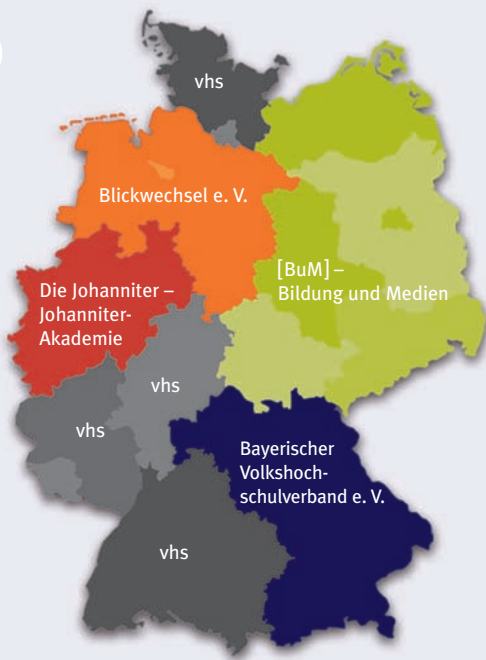 vhs
Blickwechsel e. V.
[BuM] –
Bildung und Medien
Die Johanniter –
Johanniter-
Akademie
vhs
vhs
Bayerischer
Volkshoch-
schulverband e. V.
vhs